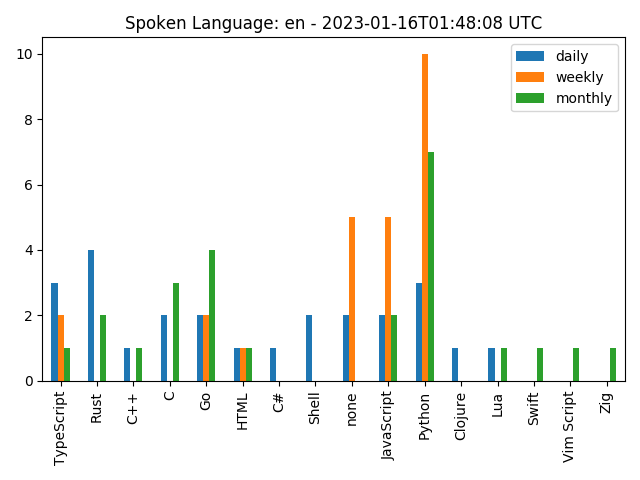 Spoken Language: en - 2023-01-16T01:48:08 UTC
daily
weekly
monthly
10
8
6
4
2
0
TypeScript
Rust
C++
C
Go
HTML
C#
Shell
none
JavaScript
Python
Clojure
Lua
Swift
Vim Script
Zig